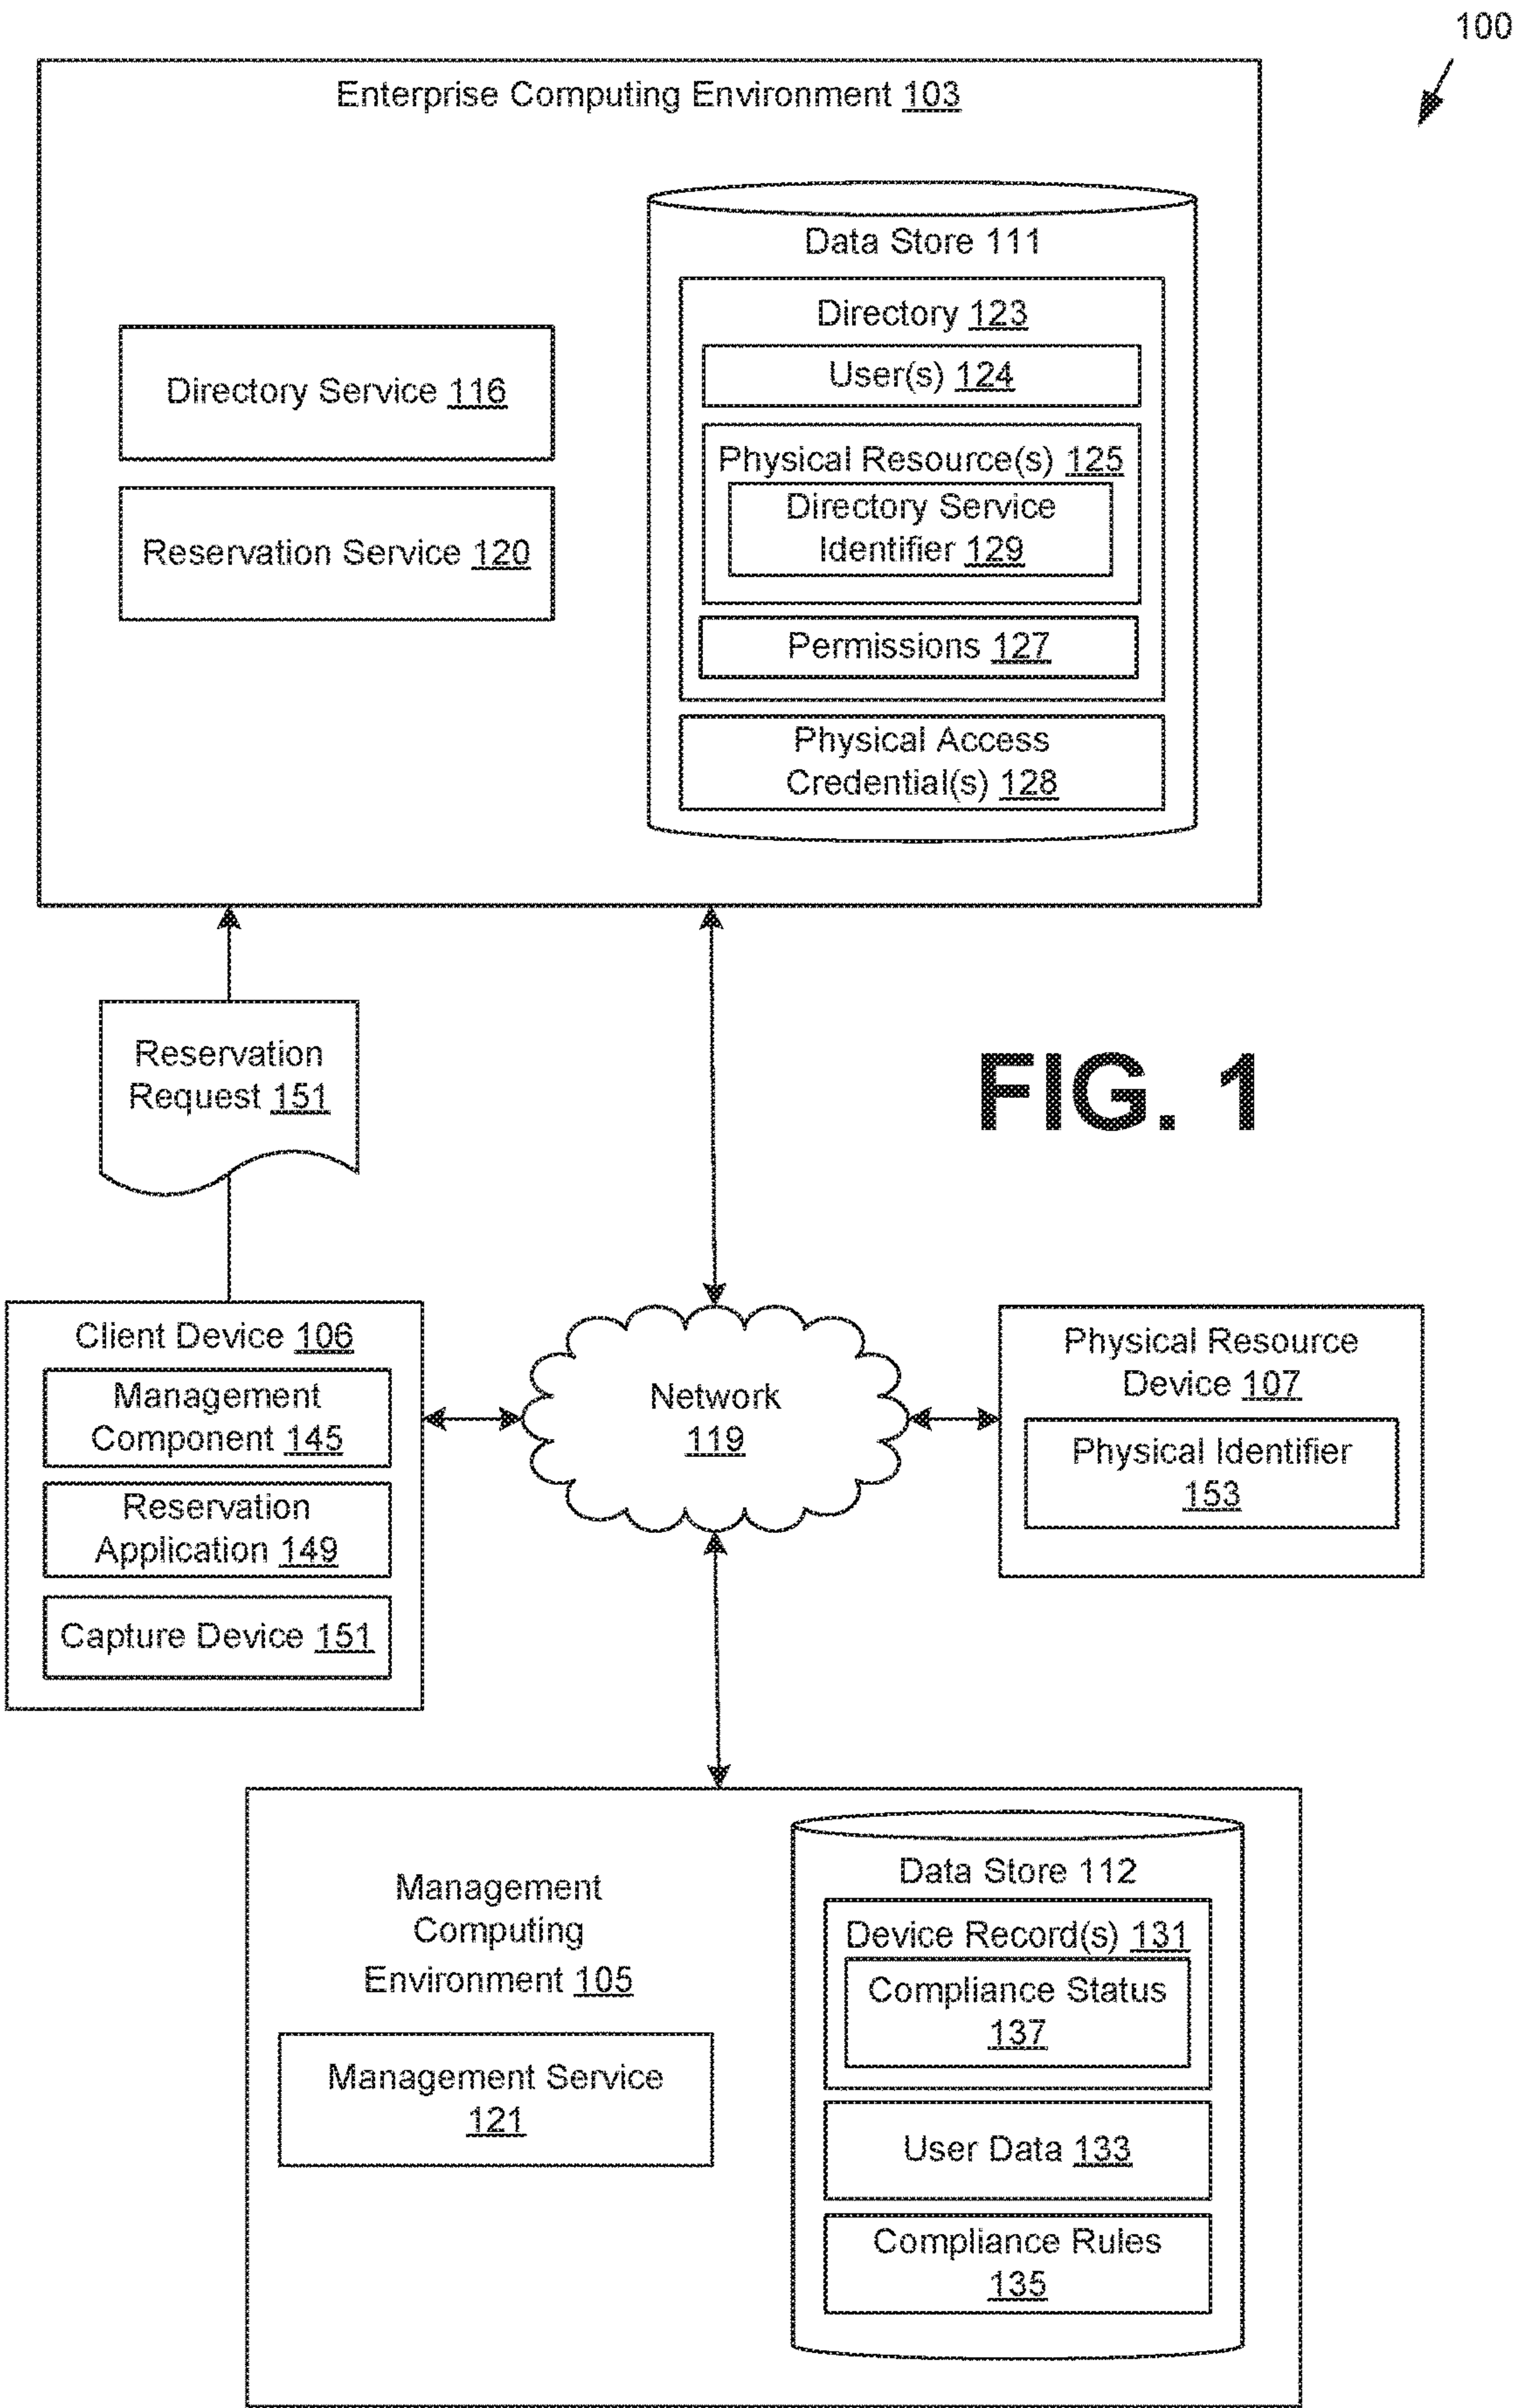 100
Enterprise Computing Environment 103
Data Store 111
Directory 123
User(s) 124
Directory Service 116
Physical Resource(s) 125
Directory Service
Identifier 129
Reservation Service 120
Permissions 127
Physical Access
Credential(s) 128
Reservation
Request 151
FIG. 1
Client Device 106
Management
Component 145
Reservation
Application 149
Capture Device 151
Network
119
Physical Resource
Device 107
Physical Identifier
153
Management
Computing
Environment 105
Management Service
121
Data Store 112
Device Record(s) 131
Compliance Status
137
User Data 133
Compliance Rules
135